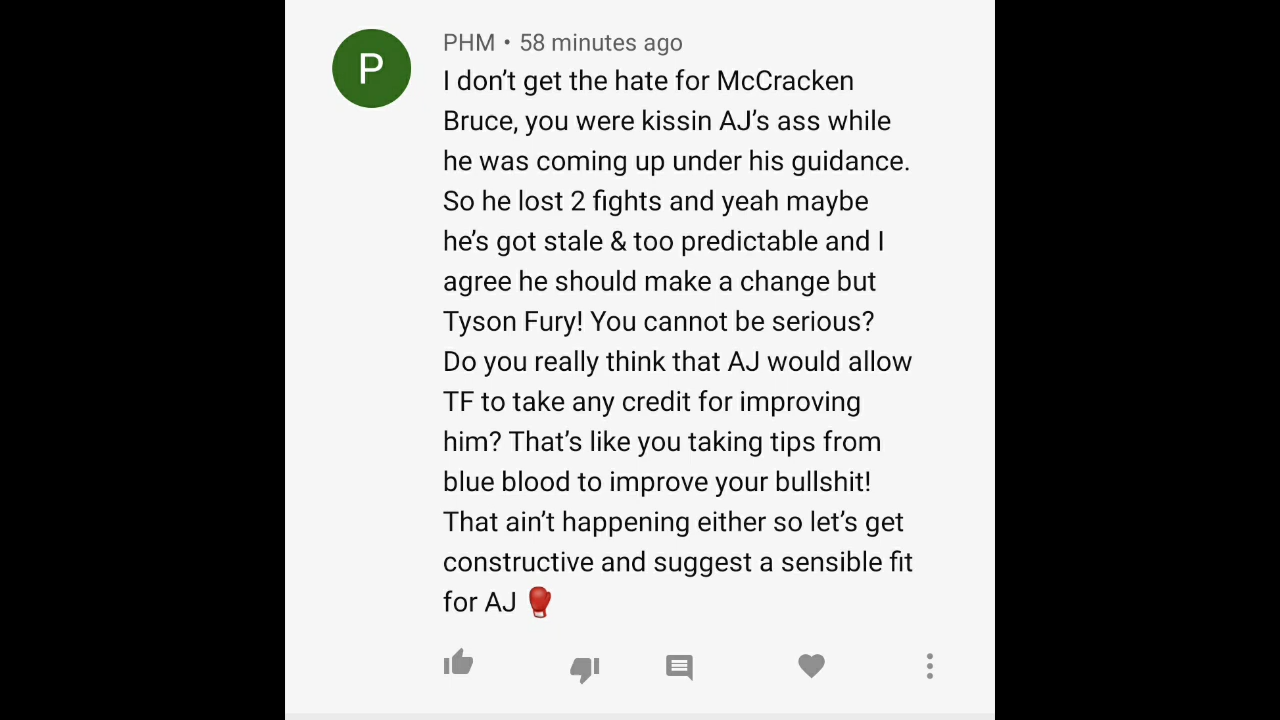 P
PHM • 58 minutes ago
I don’t get the hate for McCracken
Bruce, you were kissin AJ’s ass while
he was coming up under his guidance.
So he lost 2 fights and yeah maybe
he’s got stale & too predictable and I
agree he should make a change but
Tyson Fury! You cannot be serious?
Do you really think that AJ would allow
TF to take any credit for improving
him? That’s like you taking tips from
blue blood to improve your bullshit!
That ain’t happening either so let’s get
constructive and suggest a sensible fit
for AJ 🥊